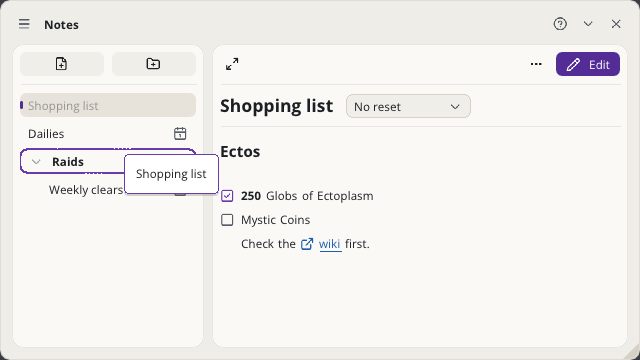 Notes
Shopping list
Dailies
Raids
Shopping list
Weekly clears
Edit
Shopping list
No reset
Ectos
250 Globs of Ectoplasm
Mystic Coins
Check the wiki first.